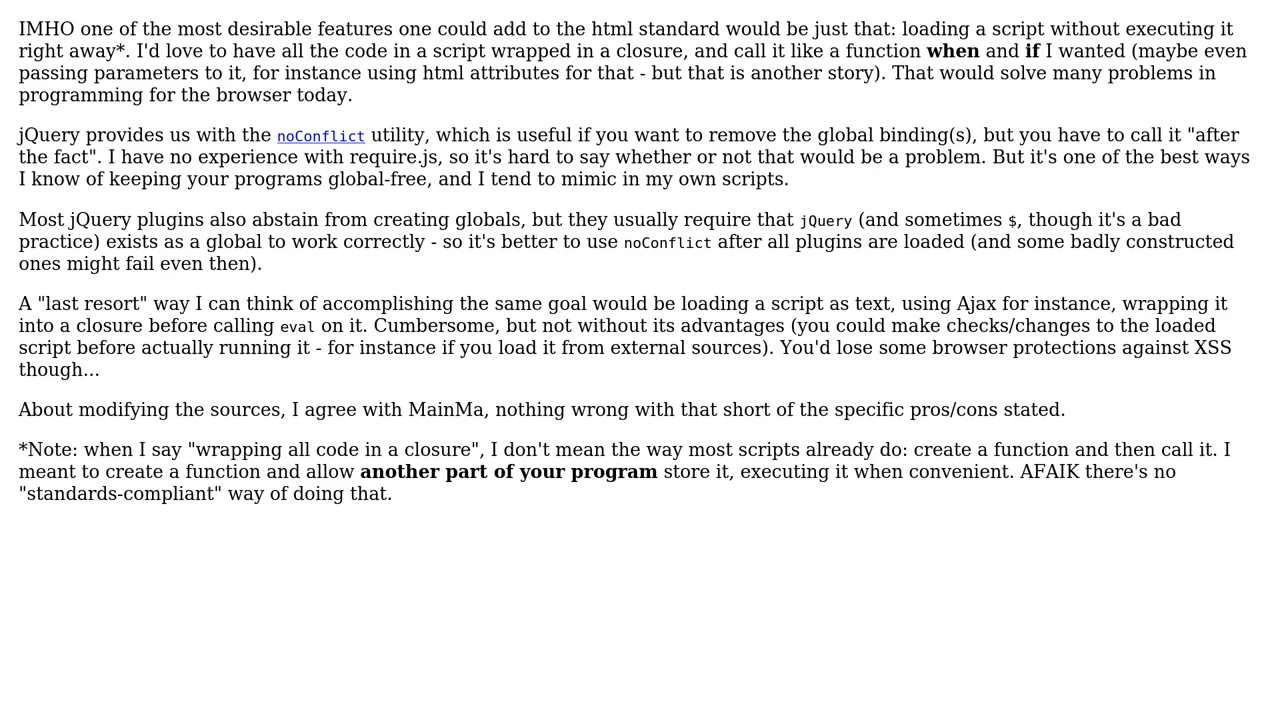 IMHO one of the most desirable features one could add to the html standard would be just that: loading a script without executing it
right away*. I'd love to have all the code in a script wrapped in a closure, and call it like a function when and if I wanted (maybe even
passing parameters to it, for instance using html attributes for that - but that is another story). That would solve many problems in
programming for the browser today.
jQuery provides us with the noConflict utility, which is useful if you want to remove the global binding(s), but you have to call it "after
the fact". I have no experience with require.js, so it's hard to say whether or not that would be a problem. But it's one of the best ways
I know of keeping your programs global-free, and I tend to mimic in my own scripts.
Most jQuery plugins also abstain from creating globals, but they usually require that jQuery (and sometimes $, though it's a bad
practice) exists as a global to work correctly - so it's better to use noConflict after all plugins are loaded (and some badly constructed
ones might fail even then).
A "last resort" way I can think of accomplishing the same goal would be loading a script as text, using Ajax for instance, wrapping it
into a closure before calling eval on it. Cumbersome, but not without its advantages (you could make checks/changes to the loaded
script before actually running it - for instance if you load it from external sources). You'd lose some browser protections against XSS
though...
About modifying the sources, I agree with MainMa, nothing wrong with that short of the specific pros/cons stated.
*Note: when I say "wrapping all code in a closure", I don't mean the way most scripts already do: create a function and then call it. I
meant to create a function and allow another part of your program store it, executing it when convenient. AFAIK there's no
"standards-compliant" way of doing that.